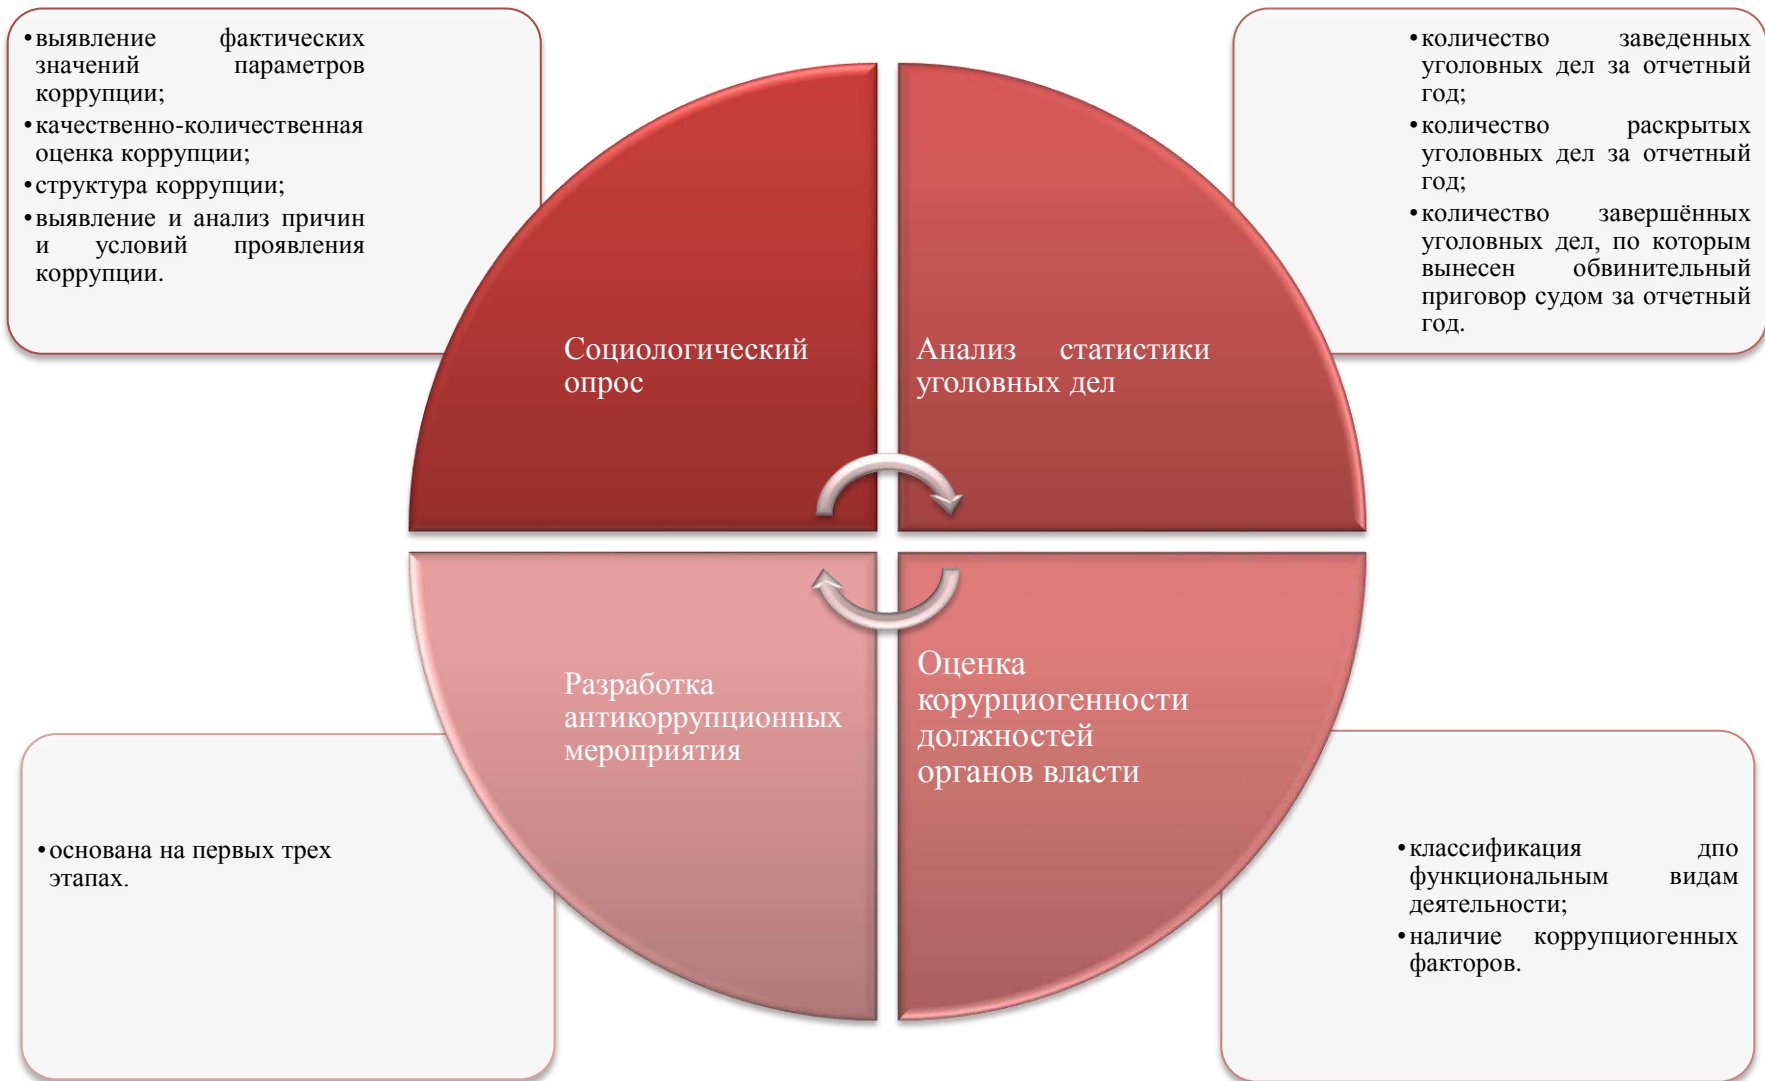 •выявление фактических
значений параметров
коррупции;
•качественно-количественная
оценка коррупции;
•структура коррупции;
•выявление и анализ причин
и условий проявления
коррупции.
•количество заведенных
уголовных дел за отчетный
год;
•количество раскрытых
уголовных дел за отчетный
год;
•количество завершённых
уголовных дел, по которым
вынесен обвинительный
приговор судом за отчетный
год.
Социологический
опрос
Анализ статистики
уголовных дел
Разработка
антикоррупционных
мероприятия
Оценка
корурциогенности
должностей
органов власти
•основана на первых трех
этапах.
•классификация дпо
функциональным видам
деятельности;
•наличие коррупциогенных
факторов.